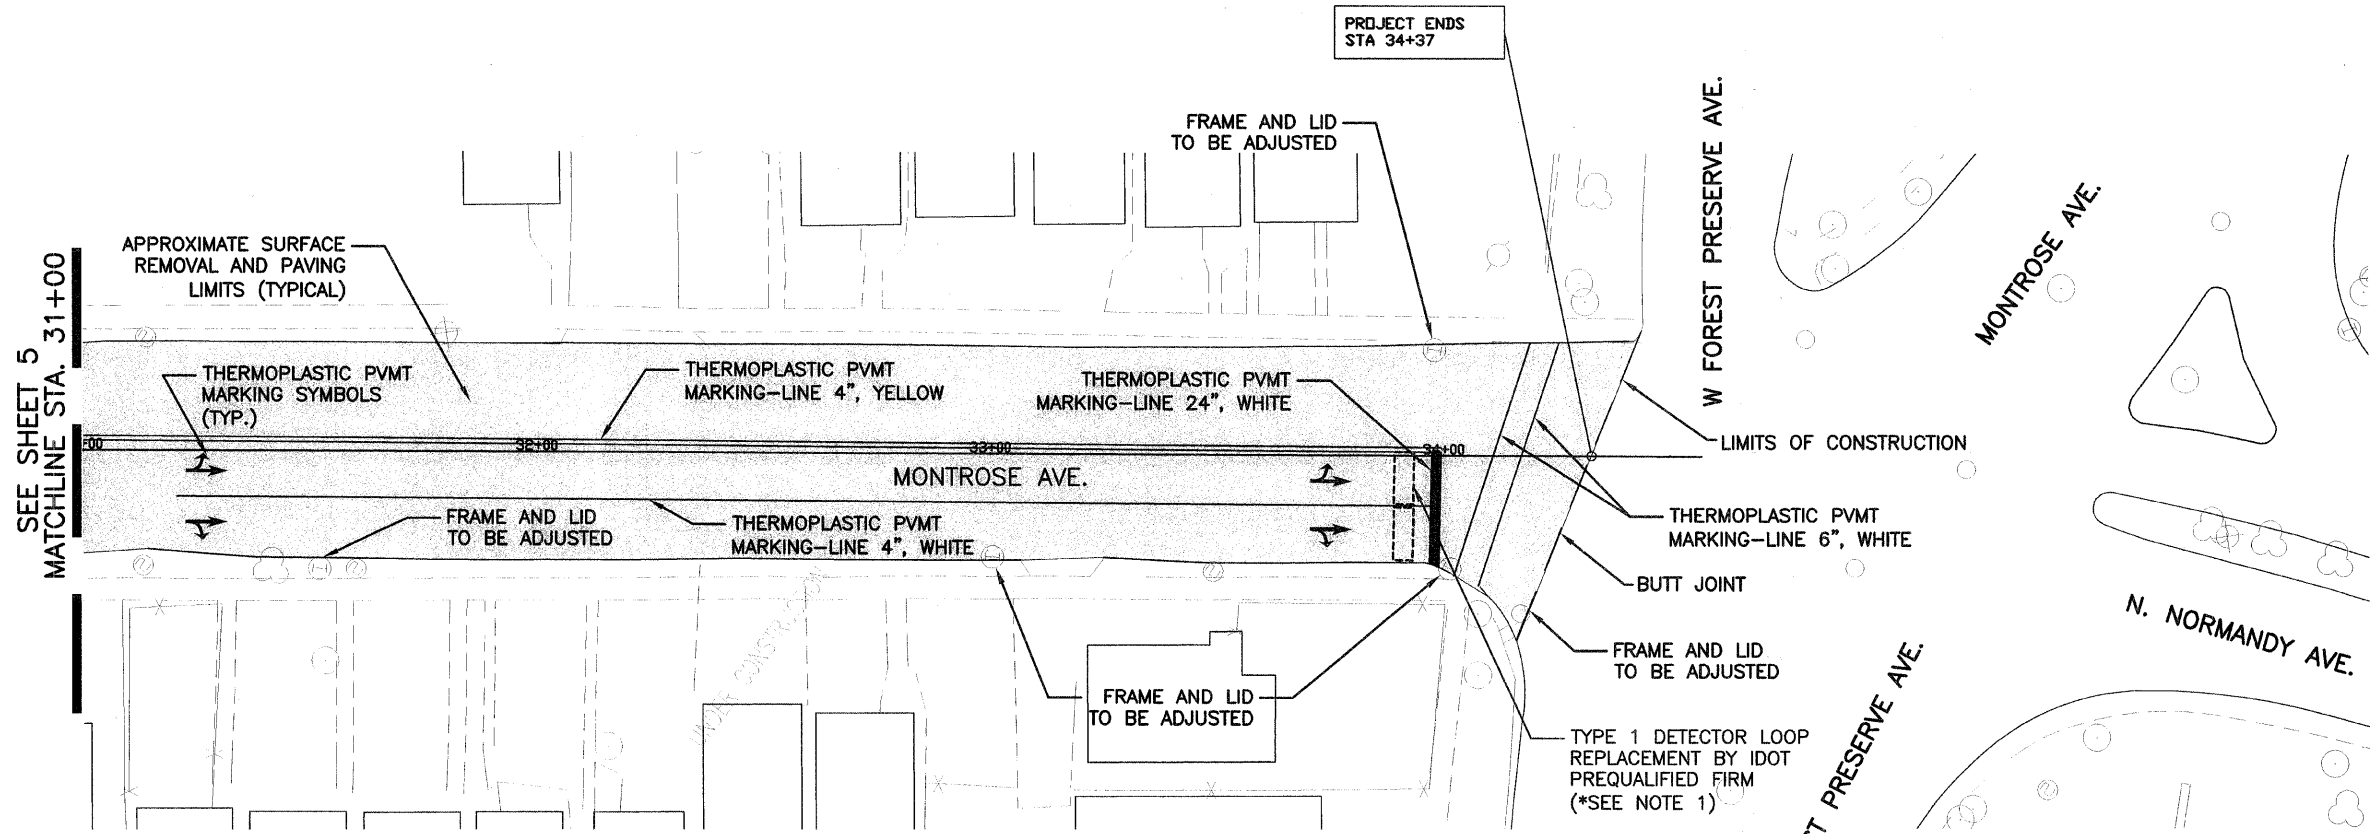 PROJECT ENDS
STA 34+37
FRAME AND LID
TO BE ADJUSTED
W FOREST PRESERVE AVE.
MONTROSE AVE.
APPROXIMATE SURFACE
REMOVAL AND PAVING
LIMITS (TYPICAL)
SEE SHEET 5
MATCHLINE STA. 31+00
THERMOPLASTIC PVMT
MARKING SYMBOLS
(TYP.)
THERMOPLASTIC PVMT
MARKING-LINE 4", YELLOW
THERMOPLASTIC PVMT
MARKING-LINE 24", WHITE
+00
32+00
33+00
34+00
LIMITS OF CONSTRUCTION
MONTROSE AVE.
FRAME AND LID
TO BE ADJUSTED
THERMOPLASTIC PVMT
MARKING-LINE 4", WHITE
THERMOPLASTIC PVMT
MARKING-LINE 6", WHITE
BUTT JOINT
N. NORMANDY AVE.
UNDER CONSTRUCTION
FRAME AND LID
TO BE ADJUSTED
FRAME AND LID
TO BE ADJUSTED
TYPE 1 DETECTOR LOOP
REPLACEMENT BY IDOT
PREQUALIFIED FIRM
(*SEE NOTE 1)
ST PRESERVE AVE.